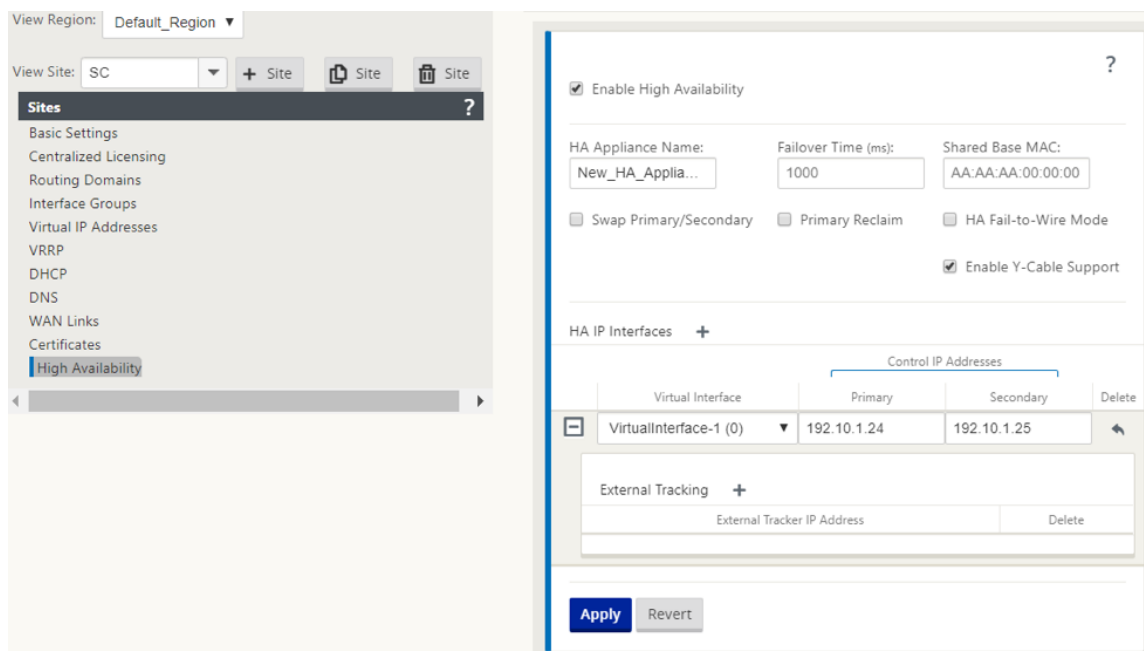 View Region: Default_Region ▼
View Site: SC + Site Site Site
Sites ?
Basic Settings
Centralized Licensing
Routing Domains
Interface Groups
Virtual IP Addresses
VRRP
DHCP
DNS
WAN Links
Certificates
High Availability
?
Enable High Availability
HA Appliance Name: Failover Time (ms): Shared Base MAC:
New_HA_Applia... 1000 AA:AA:AA:00:00:00
Swap Primary/Secondary Primary Reclaim HA Fail-to-Wire Mode
Enable Y-Cable Support
HA IP Interfaces +
Control IP Addresses
Virtual Interface Primary Secondary Delete
VirtualInterface-1 (0) ▼ 192.10.1.24 192.10.1.25
External Tracking +
External Tracker IP Address Delete
Apply Revert